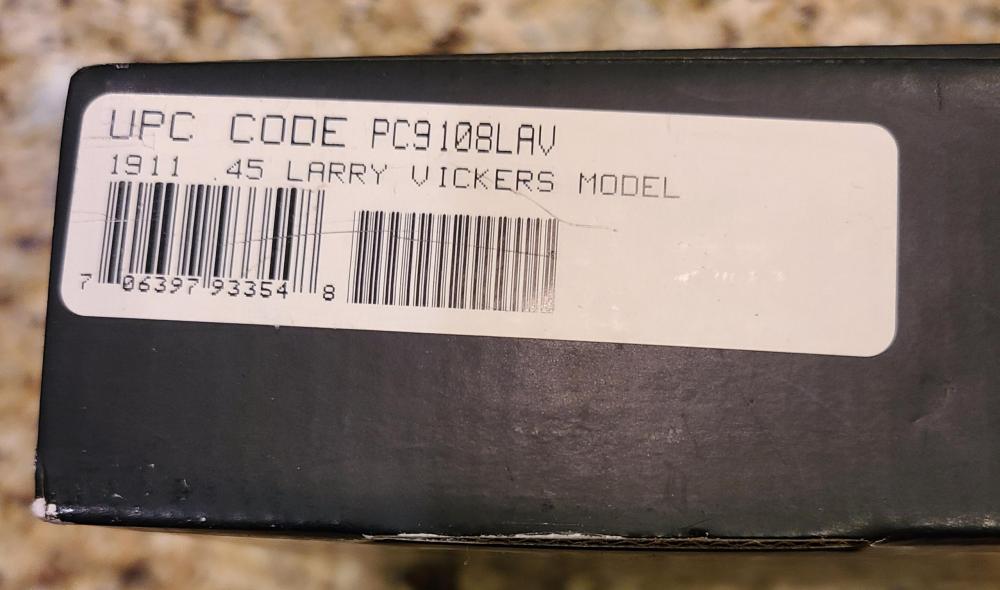 UPC CODE PC9108LAV
1911 .45 LARRY VICKERS MODEL
7 06397 93354 8